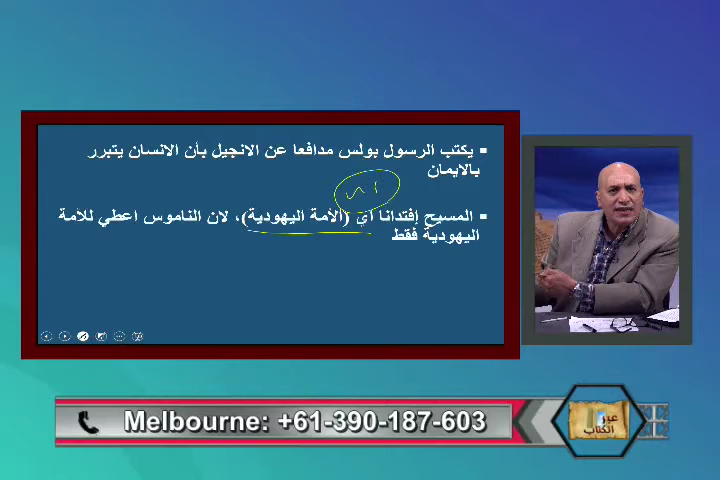 ▪ يكتب الرسول بولس مدافعا عن الانجيل بأن الانسان يتبرر
بالايمان
▪ المسيح إفتدانا أي (الأمة اليهودية)، لان الناموس اعطي للأمة
اليهودية فقط
Melbourne: +61-390-187-603
عبر
الكتاب